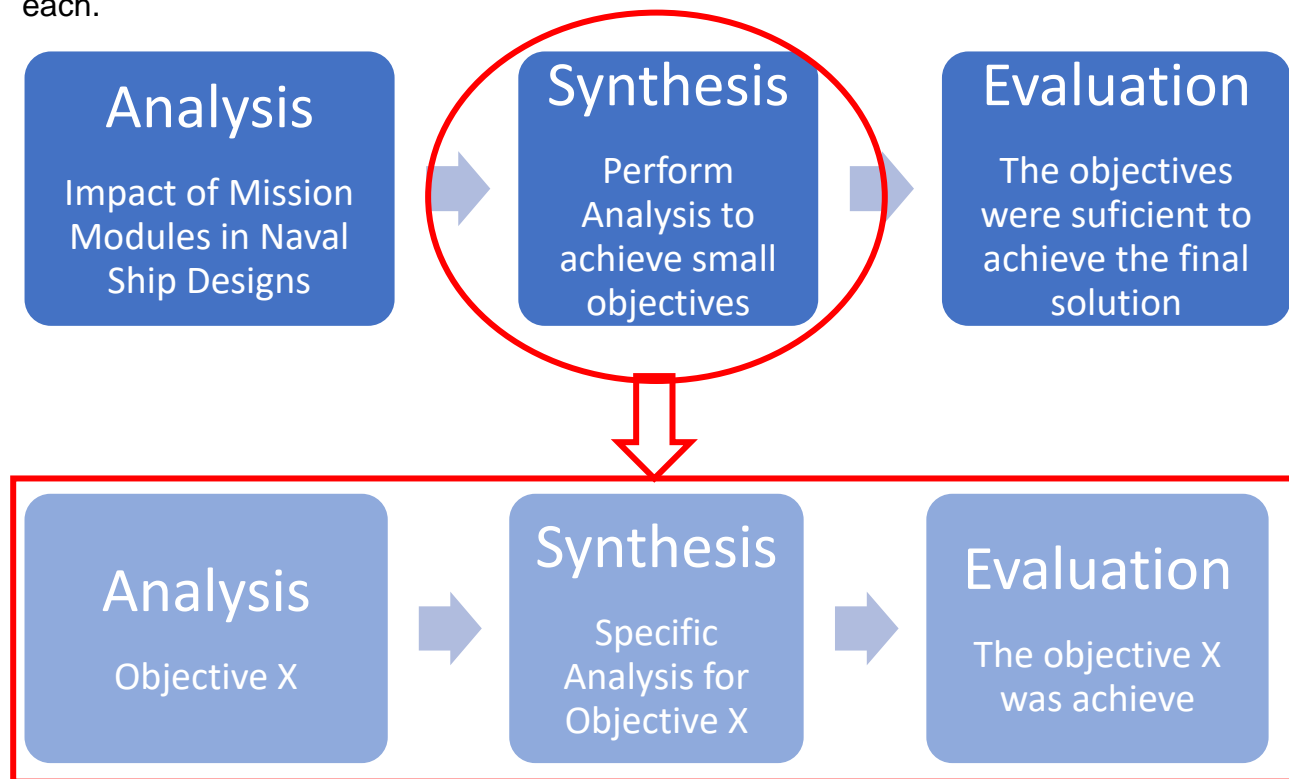 each.
Analysis
Impact of Mission
Modules in Naval
Ship Designs
Synthesis
Perform
Analysis to
achieve small
objectives
Evaluation
The objectives
were suficient to
achieve the final
solution
Analysis
Objective X
Synthesis
Specific
Analysis for
Objective X
Evaluation
The objective X
was achieve